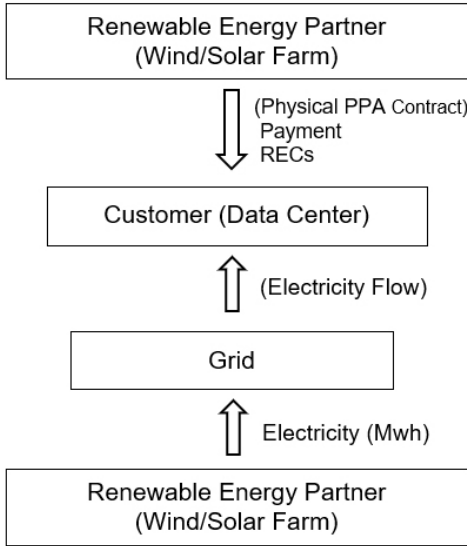 Renewable Energy Partner
(Wind/Solar Farm)
(Physical PPA Contract)
Payment
RECs
Customer (Data Center)
(Electricity Flow)
Grid
Electricity (Mwh)
Renewable Energy Partner
(Wind/Solar Farm)